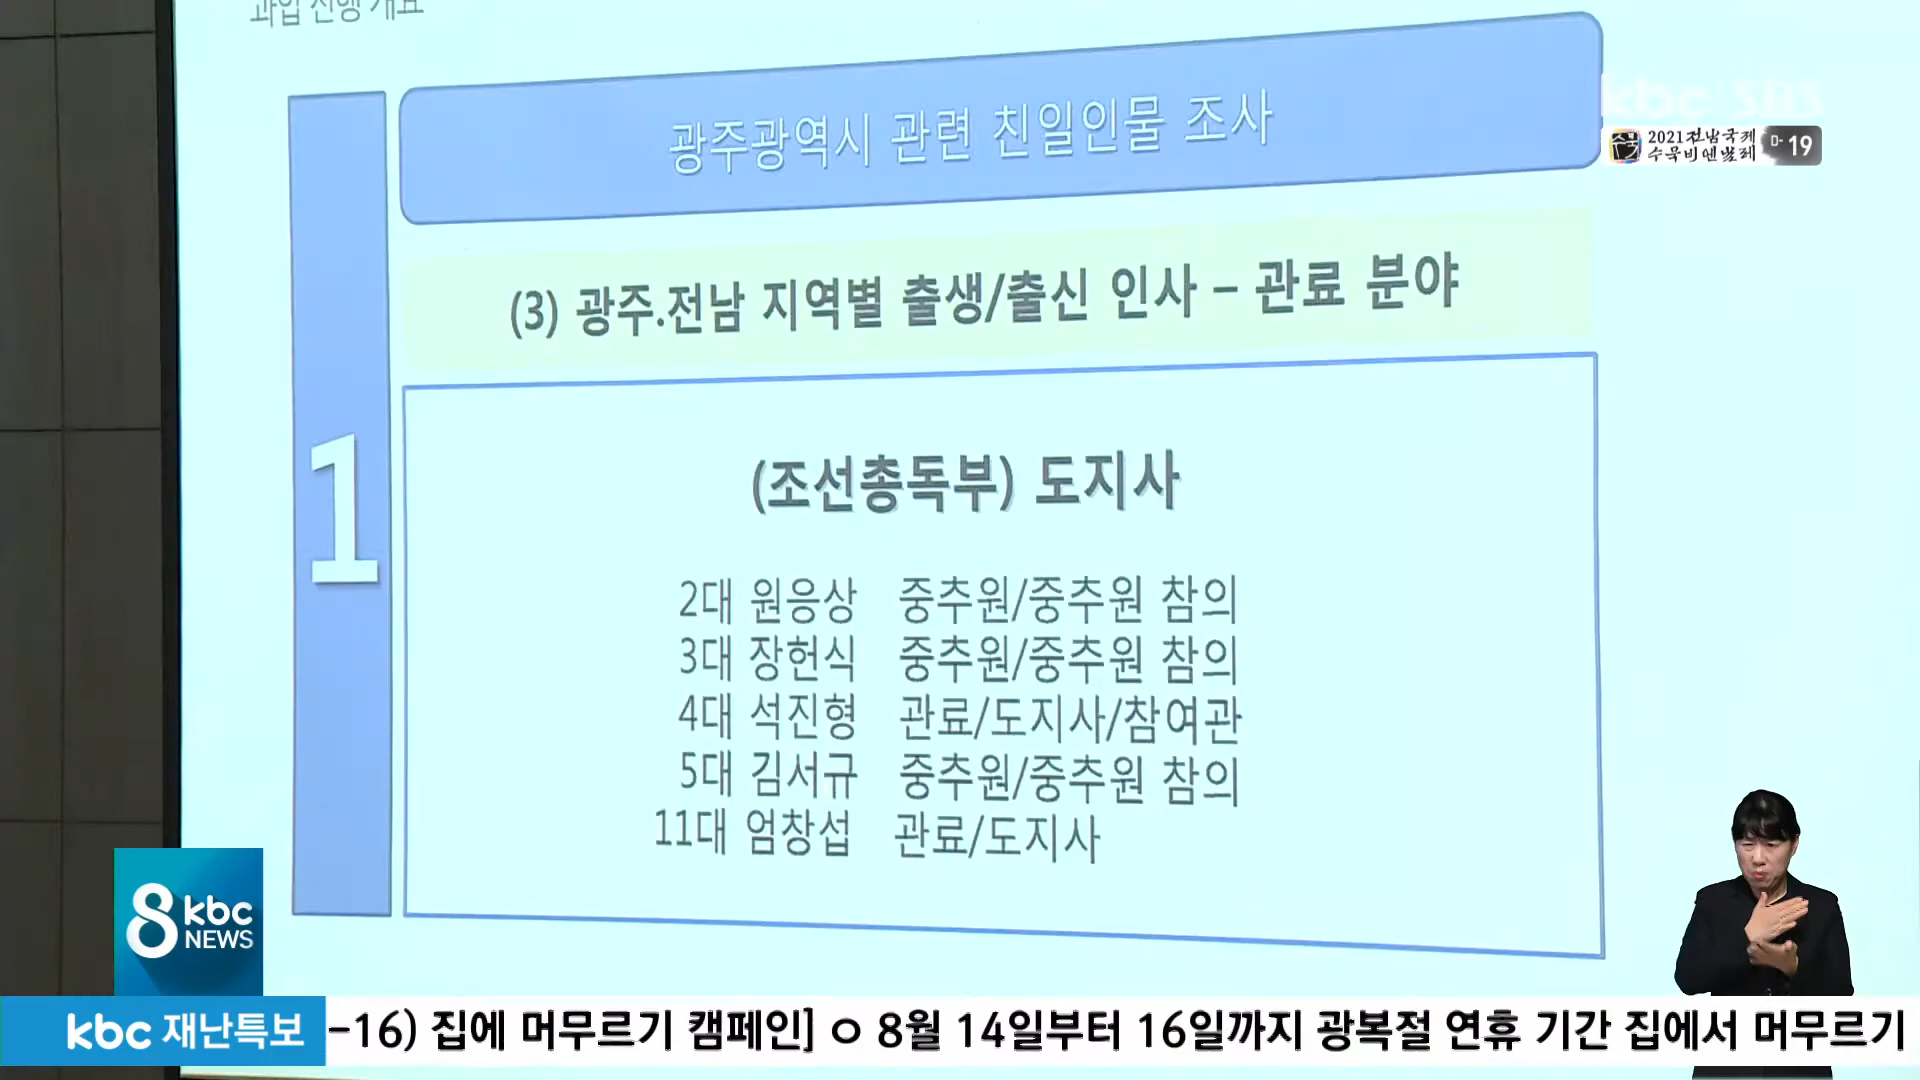 과업 진행 개요
광주광역시 관련 친일인물 조사
kbc SBS
2021전남국제
수묵비엔날레
D-19
(3) 광주.전남 지역별 출생/출신 인사 – 관료 분야
1
(조선총독부) 도지사
2대 원응상 중추원/중추원 참의
3대 장헌식 중추원/중추원 참의
4대 석진형 관료/도지사/참여관
5대 김서규 중추원/중추원 참의
11대 엄창섭 관료/도지사
8 kbc
NEWS
kbc 재난특보
-16) 집에 머무르기 캠페인] ㅇ 8월 14일부터 16일까지 광복절 연휴 기간 집에서 머무르기